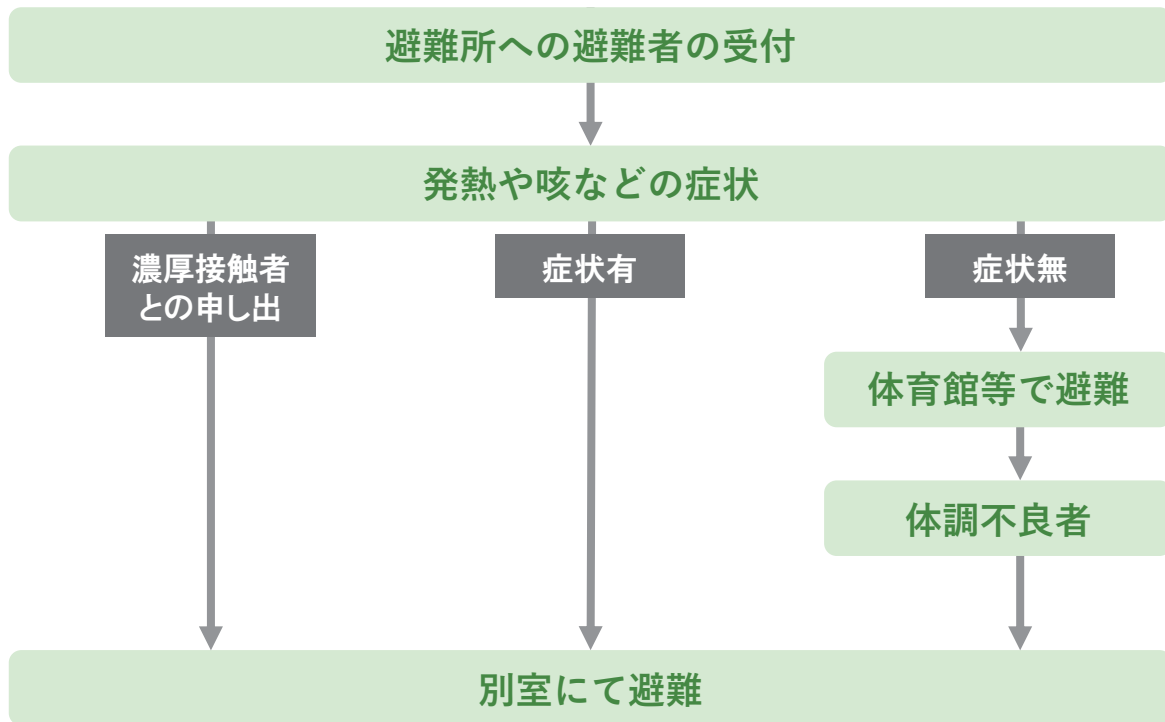 避難所への避難者の受付
発熱や咳などの症状
濃厚接触者
との申し出
症状有
症状無
体育館等で避難
体調不良者
別室にて避難